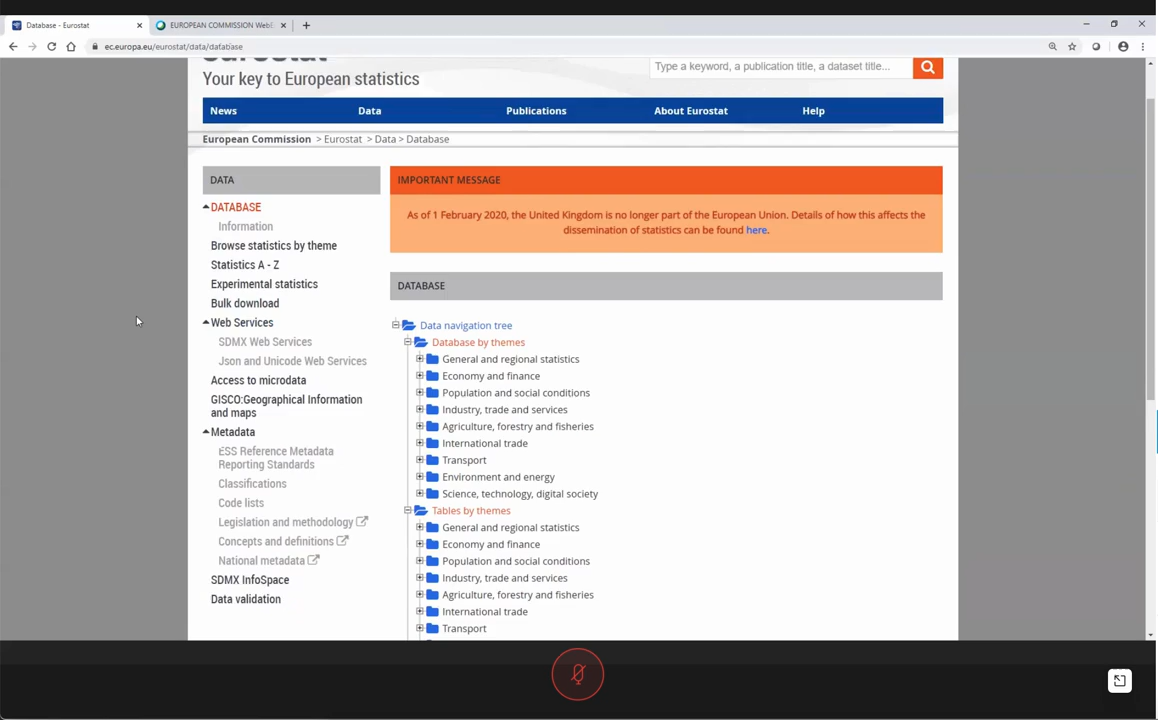 Database - Eurostat
EUROPEAN COMMISSION WebE
ec.europa.eu/eurostat/data/database
eurostat
Your key to European statistics
Type a keyword, a publication title, a dataset title...
News Data Publications About Eurostat Help
European Commission > Eurostat > Data > Database
DATA
DATABASE
Information
Browse statistics by theme
Statistics A - Z
Experimental statistics
Bulk download
Web Services
SDMX Web Services
Json and Unicode Web Services
Access to microdata
GISCO:Geographical Information
and maps
Metadata
ESS Reference Metadata
Reporting Standards
Classifications
Code lists
Legislation and methodology
Concepts and definitions
National metadata
SDMX InfoSpace
Data validation
IMPORTANT MESSAGE
As of 1 February 2020, the United Kingdom is no longer part of the European Union. Details of how this affects the
dissemination of statistics can be found here.
DATABASE
Data navigation tree
Database by themes
General and regional statistics
Economy and finance
Population and social conditions
Industry, trade and services
Agriculture, forestry and fisheries
International trade
Transport
Environment and energy
Science, technology, digital society
Tables by themes
General and regional statistics
Economy and finance
Population and social conditions
Industry, trade and services
Agriculture, forestry and fisheries
International trade
Transport